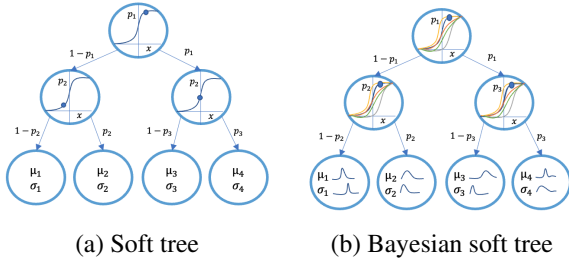 p₁
x
1 − p₁
p₁
p₂
x
p₂
x
1 − p₂
p₂
1 − p₃
p₃
μ₁
σ₁
μ₂
σ₂
μ₃
σ₃
μ₄
σ₄
(a) Soft tree
p₁
x
1 − p₁
p₁
p₂
x
p₃
x
1 − p₂
p₂
1 − p₃
p₃
μ₁
σ₁
μ₂
σ₂
μ₃
σ₃
μ₄
σ₄
(b) Bayesian soft tree